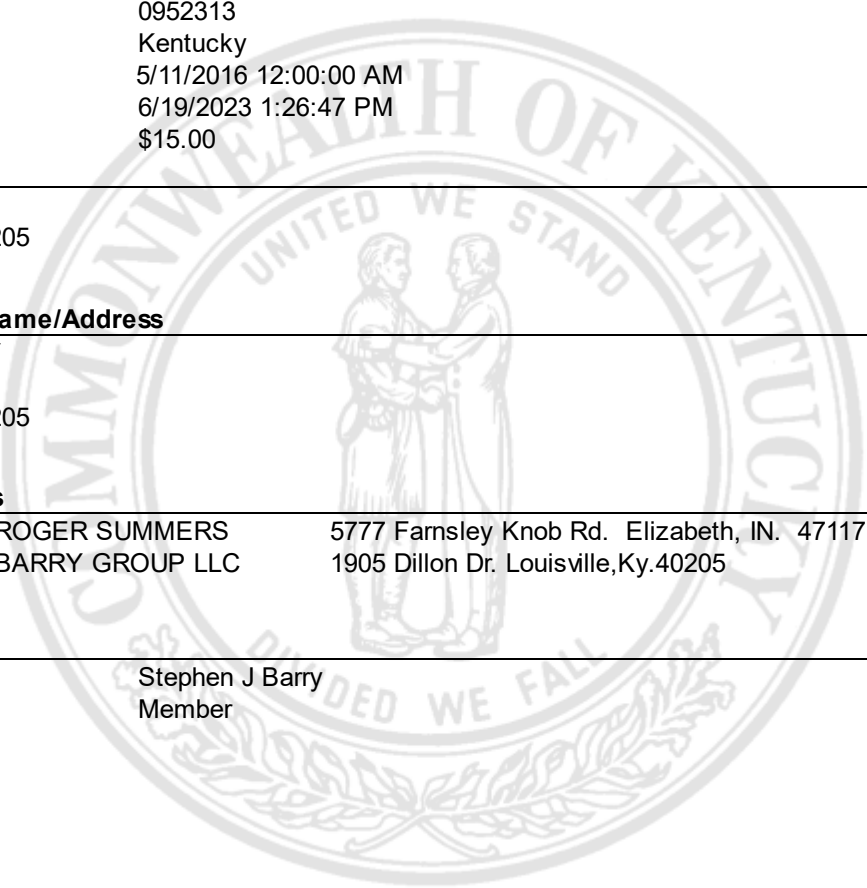 0952313
Kentucky
5/11/2016 12:00:00 AM
6/19/2023 1:26:47 PM
$15.00
COMMONWEALTH OF KENTUCKY
UNITED WE STAND
205
ame/Address
205
s
ROGER SUMMERS 5777 Farnsley Knob Rd. Elizabeth, IN. 47117
BARRY GROUP LLC 1905 Dillon Dr. Louisville,Ky.40205
DIVIDED WE FALL
Stephen J Barry
Member